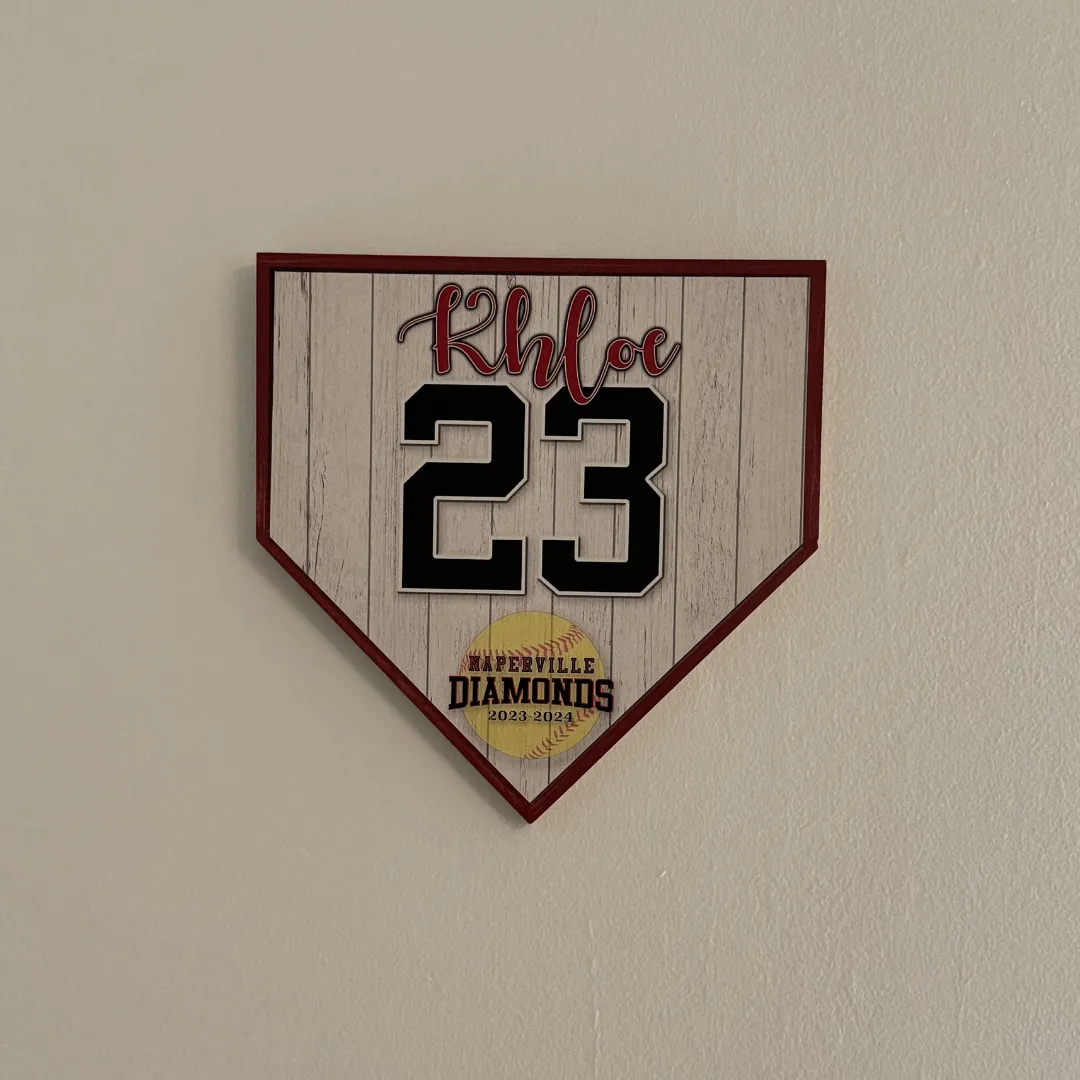 Khloe
23
NAPERVILLE
DIAMONDS
2023-2024